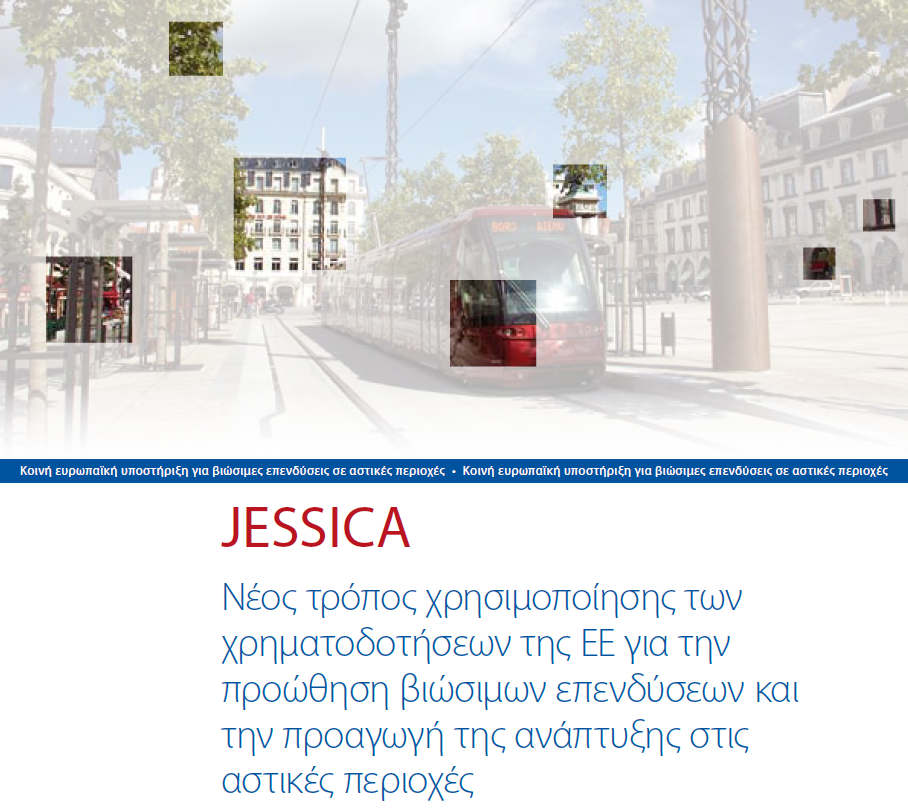 Κοινή ευρωπαϊκή υποστήριξη για βιώσιμες επενδύσεις σε αστικές περιοχές • Κοινή ευρωπαϊκή υποστήριξη για βιώσιμες επενδύσεις σε αστικές περιοχές
JESSICA
Νέος τρόπος χρησιμοποίησης των
χρηματοδοτήσεων της ΕΕ για την
προώθηση βιώσιμων επενδύσεων και
την προαγωγή της ανάπτυξης στις
αστικές περιοχές